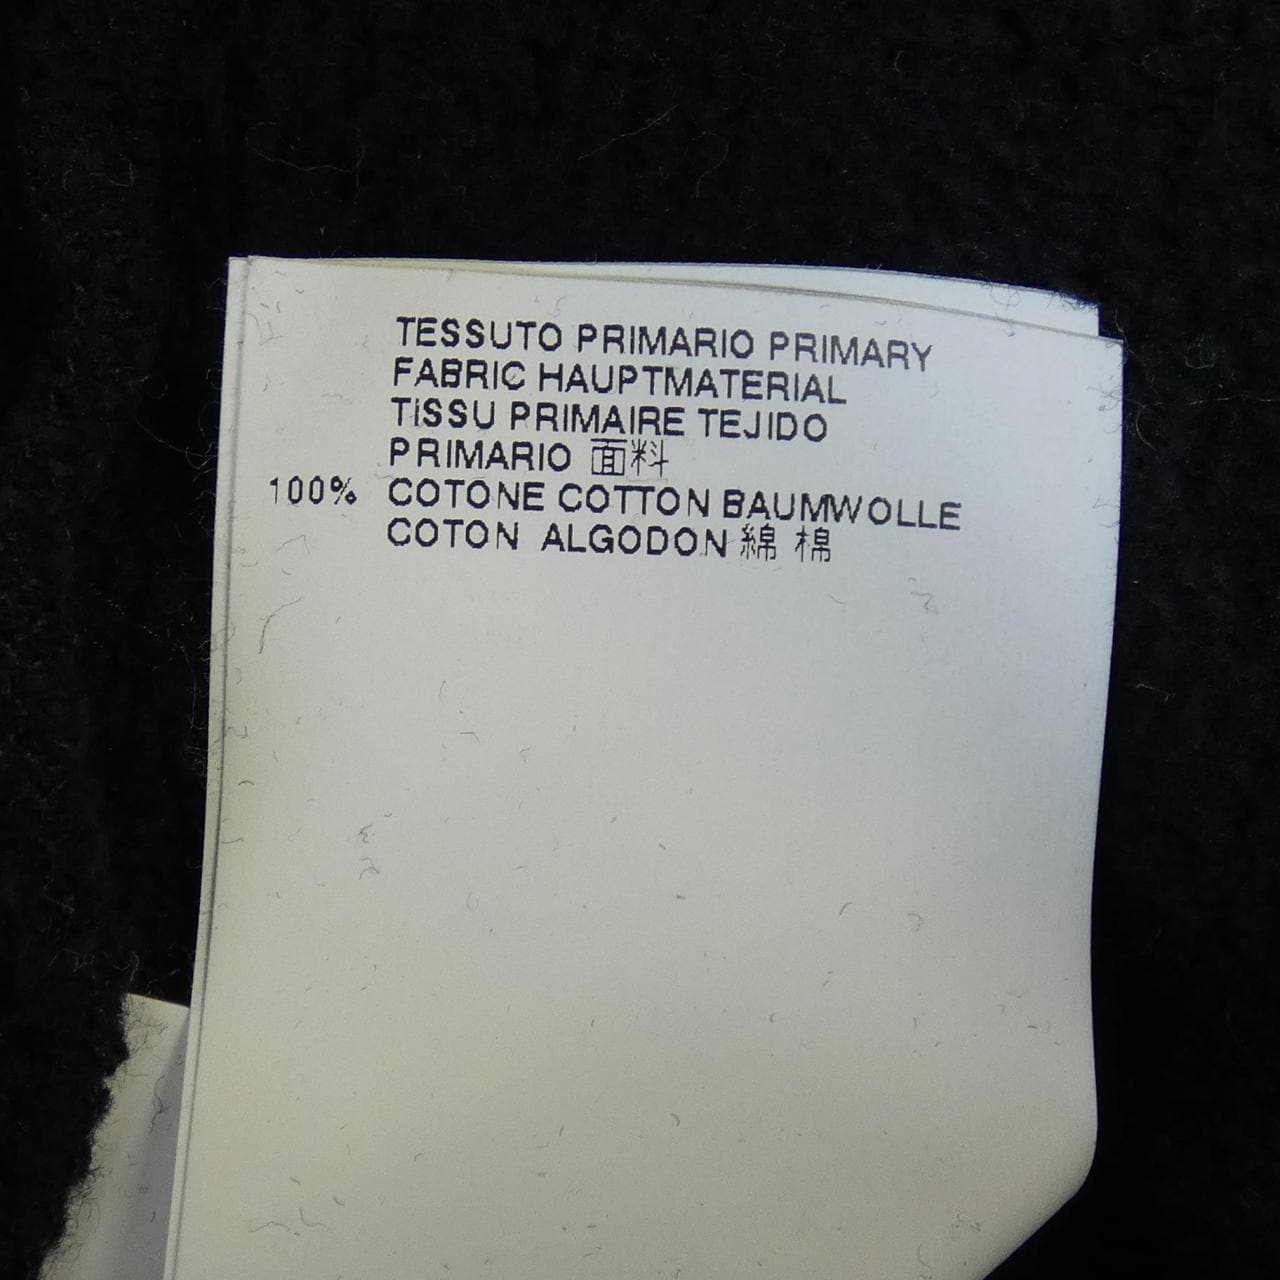 TESSUTO PRIMARIO PRIMARY
FABRIC HAUPTMATERIAL
TISSU PRIMAIRE TEJIDO
PRIMARIO 面料
100% COTONE COTTON BAUMWOLLE
COTON ALGODON 綿 棉